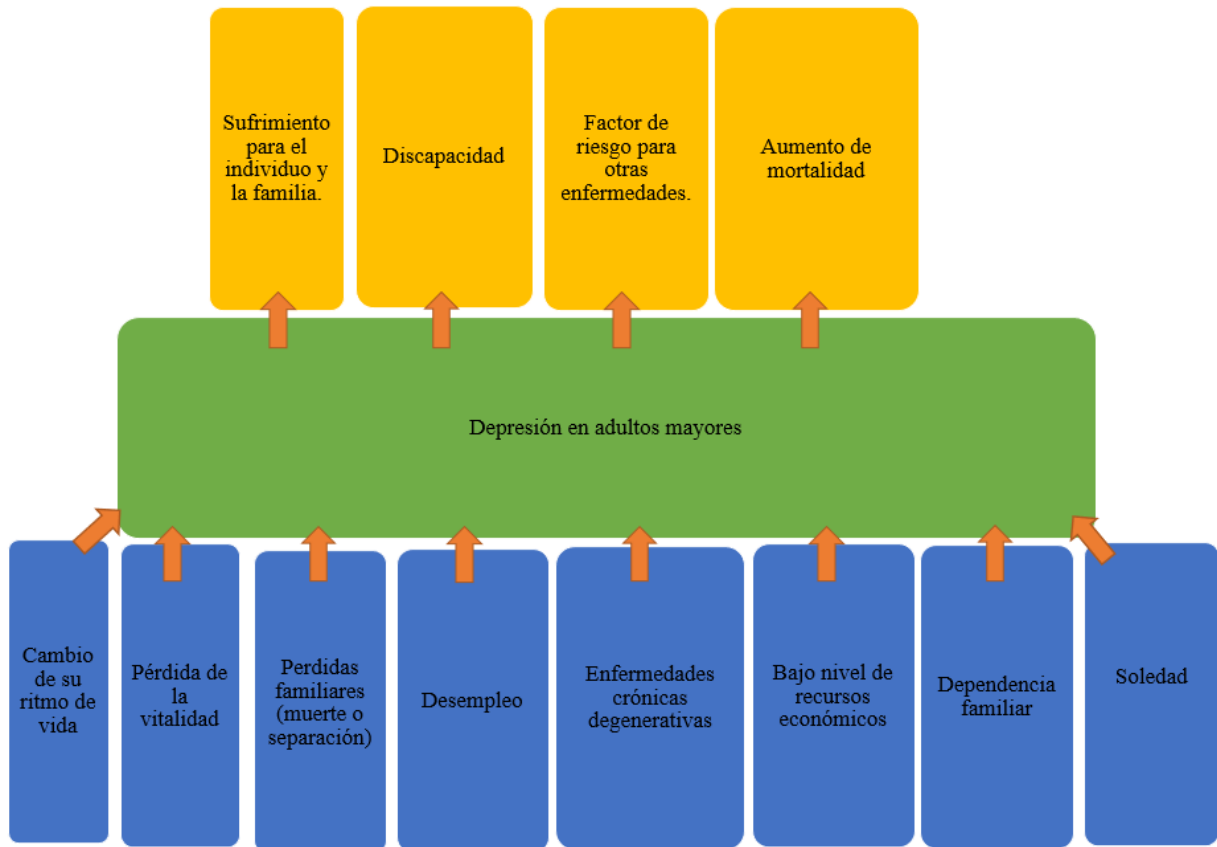 Sufrimiento
para el
individuo y
la familia.
Discapacidad
Factor de
riesgo para
otras
enfermedades.
Aumento de
mortalidad
Depresión en adultos mayores
Cambio
de su
ritmo de
vida
Pérdida de
la
vitalidad
Perdidas
familiares
(muerte o
separación)
Desempleo
Enfermedades
crónicas
degenerativas
Bajo nivel de
recursos
económicos
Dependencia
familiar
Soledad